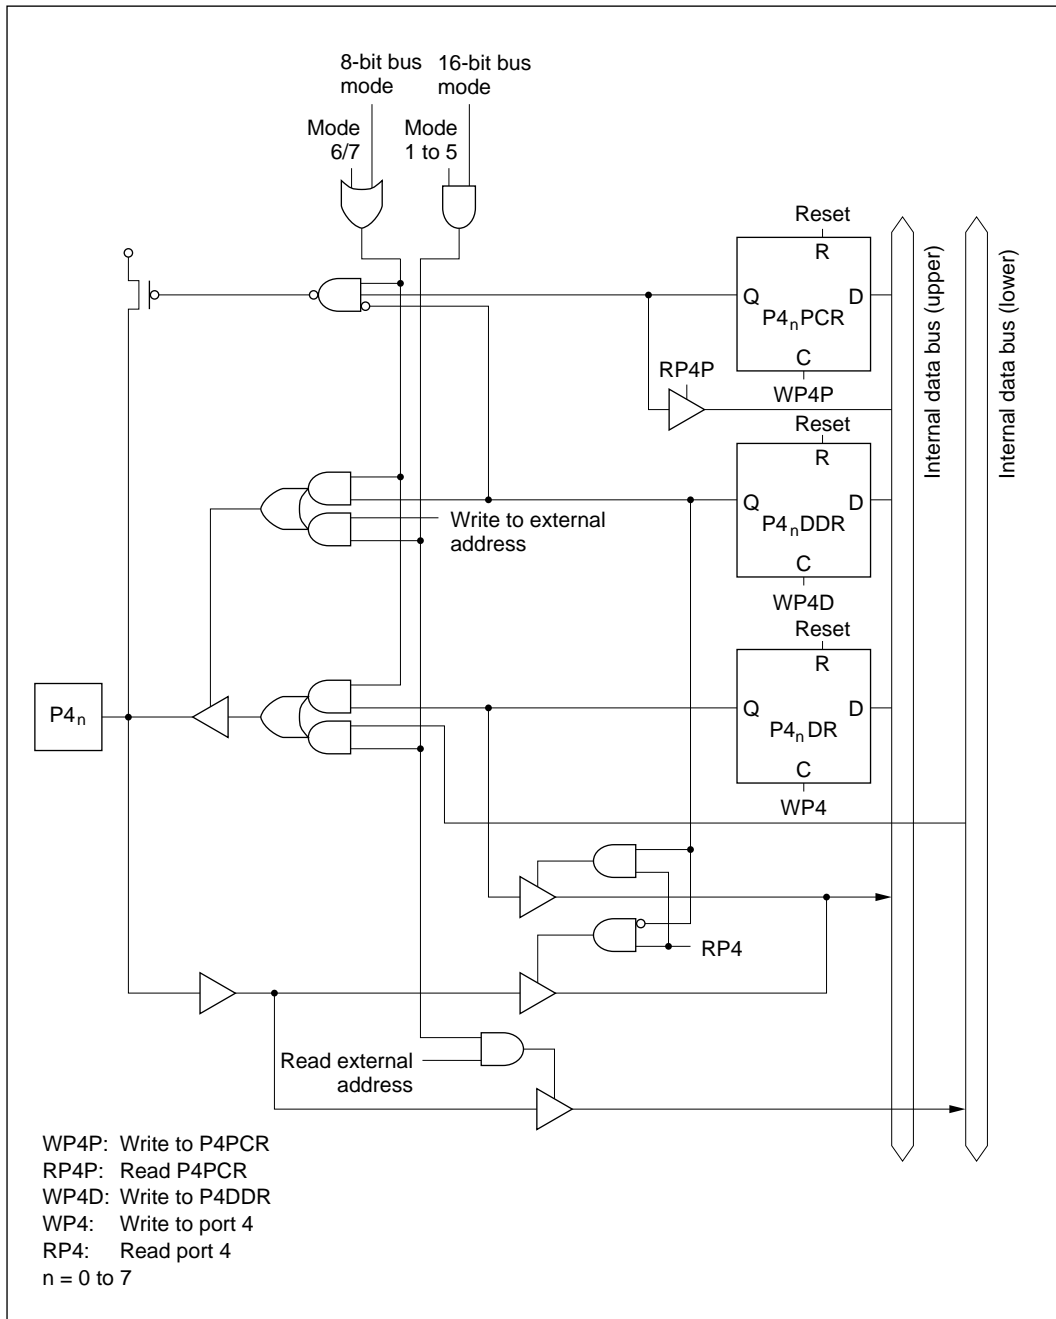 8-bit bus
mode
16-bit bus
mode
Mode
6/7
Mode
1 to 5
Reset
R
Q
D
P4nPCR
C
WP4P
RP4P
Internal data bus (upper)
Internal data bus (lower)
Reset
R
Q
D
P4nDDR
C
WP4D
Write to external
address
Reset
R
Q
D
P4nDR
C
WP4
P4n
RP4
Read external
address
WP4P: Write to P4PCR
RP4P: Read P4PCR
WP4D: Write to P4DDR
WP4: Write to port 4
RP4: Read port 4
n = 0 to 7